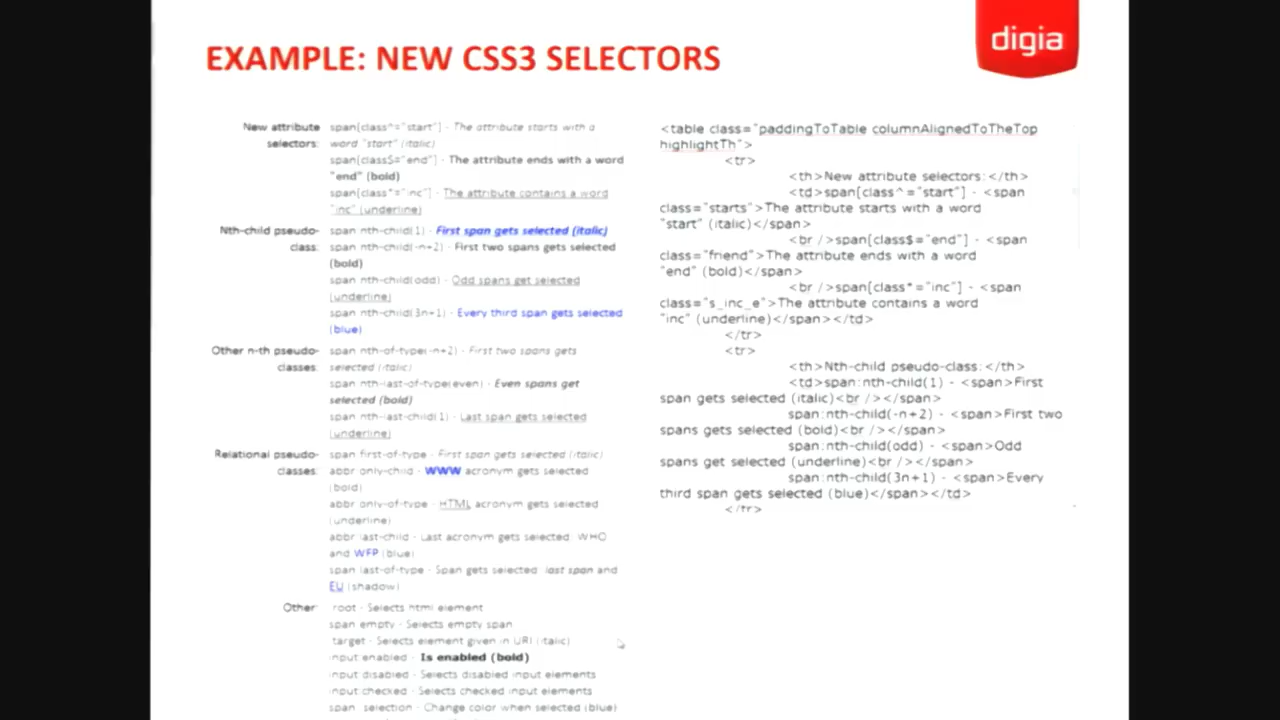 EXAMPLE: NEW CSS3 SELECTORS
digia
New attribute selectors:
span[class^="start"] - The attribute starts with a
word "start" (italic)
span[class$="end"] - The attribute ends with a word
"end" (bold)
span[class*="inc"] - The attribute contains a word
"inc" (underline)
Nth-child pseudo-class:
span:nth-child(1) - First span gets selected (italic)
span:nth-child(-n+2) - First two spans gets selected
(bold)
span:nth-child(odd) - Odd spans get selected
(underline)
span:nth-child(3n+1) - Every third span gets selected
(blue)
Other n-th pseudo-classes:
span:nth-of-type(-n+2) - First two spans gets
selected (italic)
span:nth-last-of-type(even) - Even spans get
selected (bold)
span:nth-last-child(1) - Last span gets selected
(underline)
Relational pseudo-classes:
span:first-of-type - First span gets selected (italic)
abbr:only-child - WWW acronym gets selected
(bold)
abbr:only-of-type - HTML acronym gets selected
(underline)
abbr:last-child - Last acronym gets selected: WHO
and WFP (blue)
span:last-of-type - Span gets selected: last span and
EU (shadow)
Other:
:root - Selects html element
span:empty - Selects empty span
:target - Selects element given in URI (italic)
input:enabled - Is enabled (bold)
input:disabled - Selects disabled input elements
input:checked - Selects checked input elements
span::selection - Change color when selected (blue)
<table class="paddingToTable columnAlignedToTheTop
highlightTh">
<tr>
<th>New attribute selectors:</th>
<td>span[class^="start"] - <span
class="starts">The attribute starts with a word
"start" (italic)</span>
<br />span[class$="end"] - <span
class="friend">The attribute ends with a word
"end" (bold)</span>
<br />span[class*="inc"] - <span
class="s_inc_e">The attribute contains a word
"inc" (underline)</span></td>
</tr>
<tr>
<th>Nth-child pseudo-class:</th>
<td>span:nth-child(1) - <span>First
span gets selected (italic)<br /></span>
span:nth-child(-n+2) - <span>First two
spans gets selected (bold)<br /></span>
span:nth-child(odd) - <span>Odd
spans get selected (underline)<br /></span>
span:nth-child(3n+1) - <span>Every
third span gets selected (blue)</span></td>
</tr>